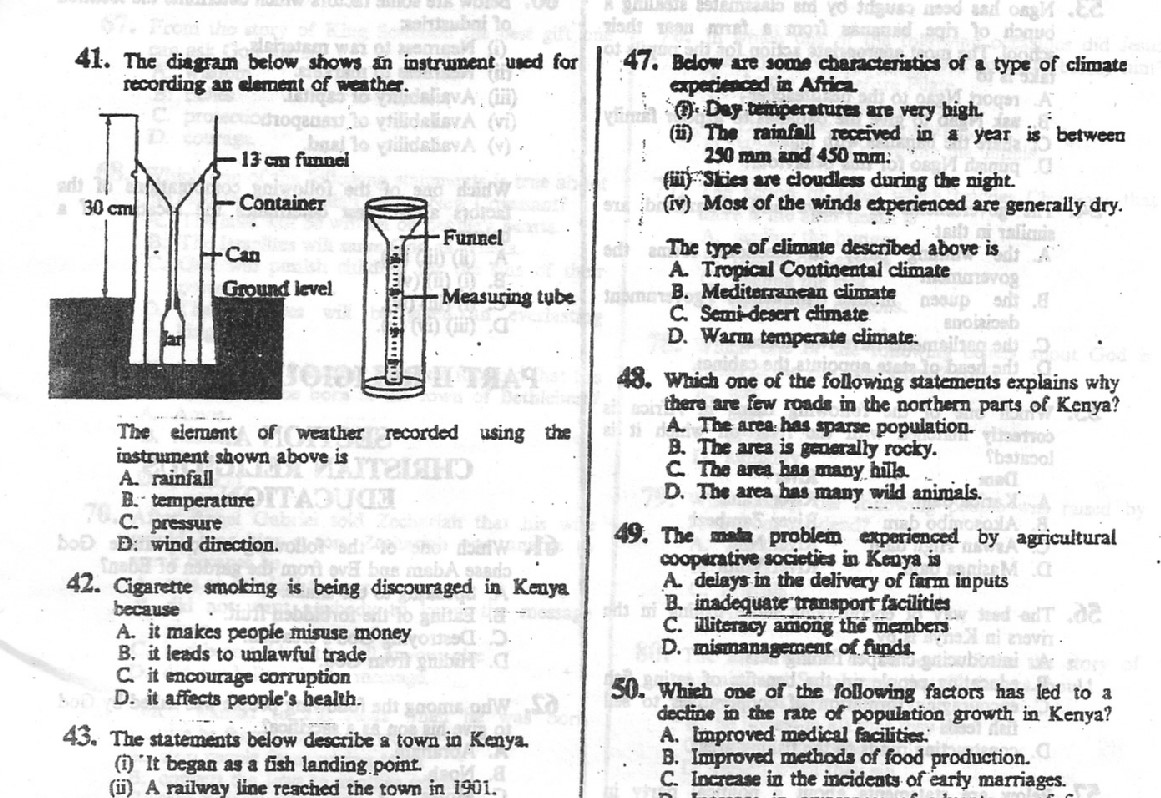 41. The diagram below shows an instrument used for
recording an element of weather.
13 cm funnel
30 cm
Container
Funnel
Can
Ground level
Measuring tube
Jar
The element of weather recorded using the
instrument shown above is
A. rainfall
B. temperature
C. pressure
D. wind direction.
42. Cigarette smoking is being discouraged in Kenya
because
A. it makes people misuse money
B. it leads to unlawful trade
C. it encourage corruption
D. it affects people's health.
43. The statements below describe a town in Kenya.
(i) It began as a fish landing point.
(ii) A railway line reached the town in 1901.
47. Below are some characteristics of a type of climate
experienced in Africa.
(i) Day temperatures are very high.
(ii) The rainfall received in a year is between
250 mm and 450 mm.
(iii) Skies are cloudless during the night.
(iv) Most of the winds experienced are generally dry.
The type of climate described above is
A. Tropical Continental climate
B. Mediterranean climate
C. Semi-desert climate
D. Warm temperate climate.
48. Which one of the following statements explains why
there are few roads in the northern parts of Kenya?
A. The area has sparse population.
B. The area is generally rocky.
C. The area has many hills.
D. The area has many wild animals.
49. The main problem experienced by agricultural
cooperative societies in Kenya is
A. delays in the delivery of farm inputs
B. inadequate transport facilities
C. illiteracy among the members
D. mismanagement of funds.
50. Which one of the following factors has led to a
decline in the rate of population growth in Kenya?
A. Improved medical facilities.
B. Improved methods of food production.
C. Increase in the incidents of early marriages.